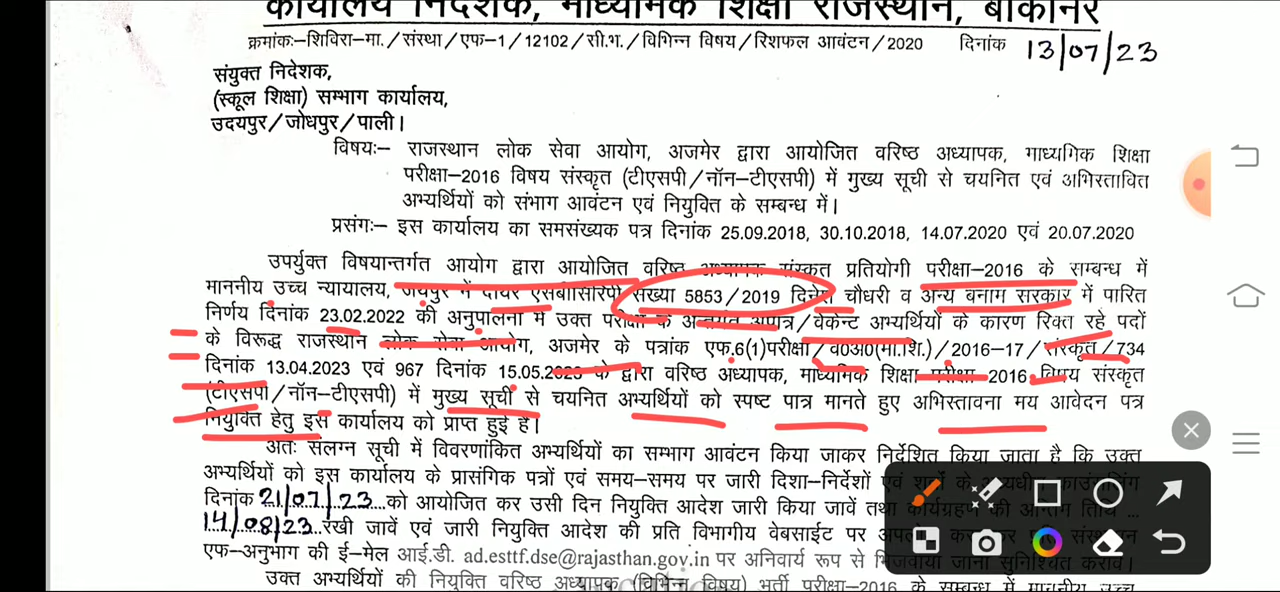 कार्यालय निदेशक, माध्यमिक शिक्षा राजस्थान, बीकानेर
क्रमांकः–शिविरा–मा./संस्था/एफ–1/12102/सी.ग./विभिन्न विषय/रिशफल आवंटन/2020 दिनांक 13/07/23
संयुक्त निदेशक,
(स्कूल शिक्षा) सम्भाग कार्यालय,
उदयपुर/जोधपुर/पाली।
विषयः– राजस्थान लोक सेवा आयोग, अजमेर द्वारा आयोजित वरिष्ठ अध्यापक, माध्यमिक शिक्षा
परीक्षा–2016 विषय संस्कृत (टीएसपी/नॉन–टीएसपी) में मुख्य सूची से चयनित एवं अभिस्तावित
अभ्यर्थियों को संभाग आवंटन एवं नियुक्ति के सम्बन्ध में।
प्रसंगः– इस कार्यालय का समसंख्यक पत्र दिनांक 25.09.2018, 30.10.2018, 14.07.2020 एवं 20.07.2020
उपर्युक्त विषयान्तर्गत आयोग द्वारा आयोजित वरिष्ठ अध्यापक संस्कृत प्रतियोगी परीक्षा–2016 के सम्बन्ध में
माननीय उच्च न्यायालय, जयपुर में दायर एसबीसिरिपी संख्या 5853/2019 दिनेश चौधरी व अन्य बनाम सरकार में पारित
निर्णय दिनांक 23.02.2022 की अनुपालना में उक्त परीक्षा के अन्तर्गत अपात्र/वेकेन्ट अभ्यर्थियों के कारण रिक्त रहे पदों
के विरूद्ध राजस्थान लोक सेवा आयोग, अजमेर के पत्रांक एफ.6(1)परीक्षा/व0अ0(मा.शि.)/2016–17/संस्कृत/734
दिनांक 13.04.2023 एवं 967 दिनांक 15.05.2023 के द्वारा वरिष्ठ अध्यापक, माध्यमिक शिक्षा परीक्षा–2016 विषय संस्कृत
(टीएसपी/नॉन–टीएसपी) में मुख्य सूची से चयनित अभ्यर्थियों को स्पष्ट पात्र मानते हुए अभिस्तावना मय आवेदन पत्र
नियुक्ति हेतु इस कार्यालय को प्राप्त हुई है।
अतः संलग्न सूची में विवरणांकित अभ्यर्थियों का सम्भाग आवंटन किया जाकर निर्देशित किया जाता है कि उक्त
अभ्यर्थियों को इस कार्यालय के प्रासंगिक पत्रों एवं समय–समय पर जारी दिशा–निर्देशों एवं के
दिनांक 21/07/23 को आयोजित कर उसी दिन नियुक्ति आदेश जारी किया जावें तथा
14/08/23 रखी जावें एवं जारी नियुक्ति आदेश की प्रति विभागीय वेबसाईट पर
एफ–अनुभाग की ई–मेल आई.डी. ad.esttf.dse@rajasthan.gov.in पर अनिवार्य रूप से भिजवाया जाना सुनिश्चित करावें।
उक्त अभ्यर्थियों की नियुक्ति वरिष्ठ अध्यापक (विभिन्न विषय) भर्ती परीक्षा–2016 के सम्बन्ध में माननीय उच्च